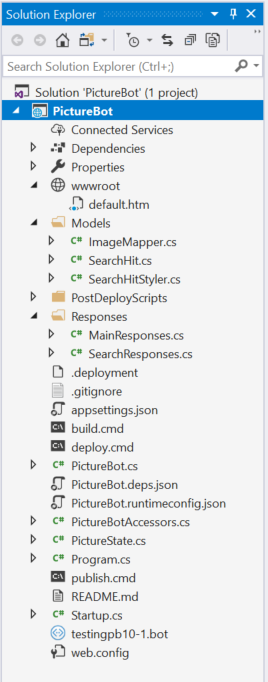 Solution Explorer
Search Solution Explorer (Ctrl+;)
Solution 'PictureBot' (1 project)
PictureBot
Connected Services
Dependencies
Properties
wwwroot
default.htm
Models
C# ImageMapper.cs
C# SearchHit.cs
C# SearchHitStyler.cs
PostDeployScripts
Responses
C# MainResponses.cs
C# SearchResponses.cs
.deployment
.gitignore
appsettings.json
C:\ build.cmd
C:\ deploy.cmd
C# PictureBot.cs
PictureBot.deps.json
PictureBot.runtimeconfig.json
C# PictureBotAccessors.cs
C# PictureState.cs
C# Program.cs
C:\ publish.cmd
README.md
C# Startup.cs
testingpb10-1.bot
web.config